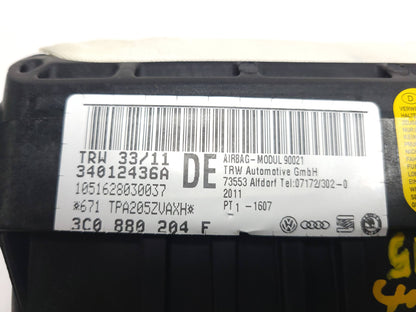 TRW 33/11
34012436A
1051628030037
*671 TPA205ZVAXH*
3C0 880 204 F
DE
AIRBAG-MODUL 90021
TRW Automotive GmbH
73553 Alfdorf Tel:07172/302-0
2011
PT1 -1607
D